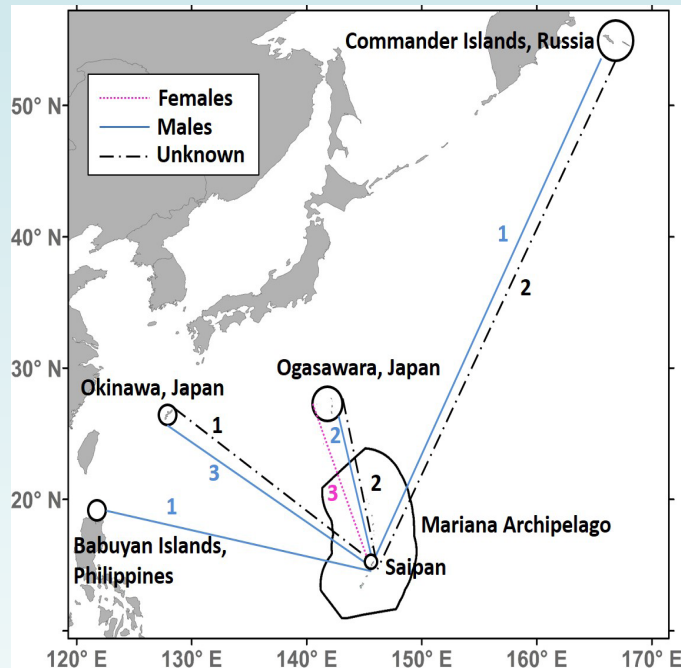 Commander Islands, Russia
Females
Males
Unknown
50° N
40° N
30° N
20° N
1
2
Ogasawara, Japan
Okinawa, Japan
1
2
3
2
3
1
Mariana Archipelago
Babuyan Islands,
Philippines
Saipan
120° E
130° E
140° E
150° E
160° E
170° E